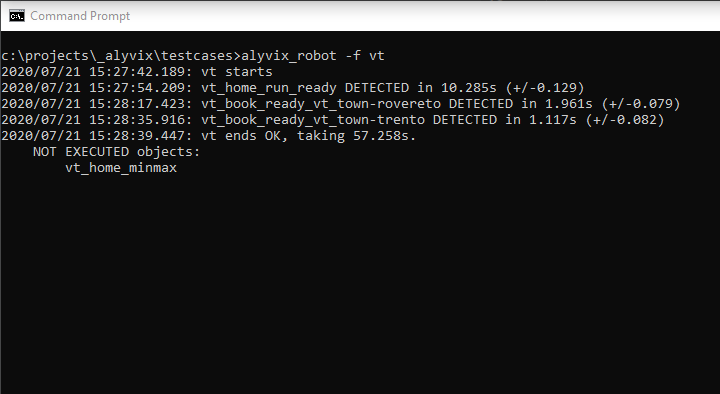 Command Prompt
c:\projects\_alyvix\testcases>alyvix_robot -f vt
2020/07/21 15:27:42.189: vt starts
2020/07/21 15:27:54.209: vt_home_run_ready DETECTED in 10.285s (+/-0.129)
2020/07/21 15:28:17.423: vt_book_ready_vt_town-rovereto DETECTED in 1.961s (+/-0.079)
2020/07/21 15:28:35.916: vt_book_ready_vt_town-trento DETECTED in 1.117s (+/-0.082)
2020/07/21 15:28:39.447: vt ends OK, taking 57.258s.
    NOT EXECUTED objects:
        vt_home_minmax